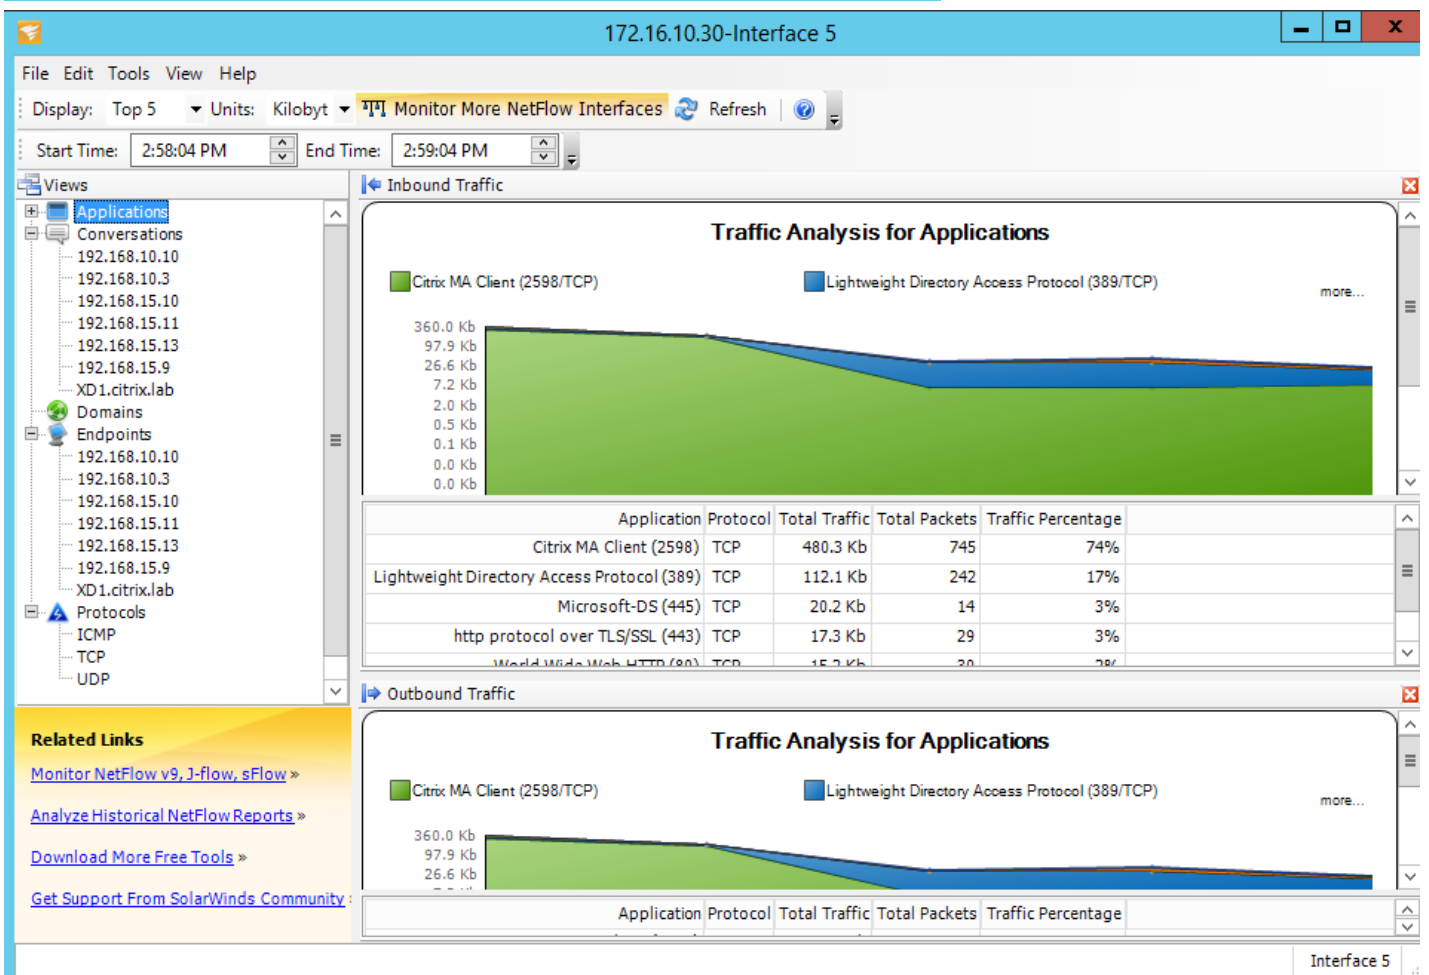 172.16.10.30-Interface 5
File Edit Tools View Help
Display: Top 5 Units: Kilobyt Monitor More NetFlow Interfaces Refresh
Start Time: 2:58:04 PM End Time: 2:59:04 PM
Views
Applications
Conversations
192.168.10.10
192.168.10.3
192.168.15.10
192.168.15.11
192.168.15.13
192.168.15.9
XD1.citrix.lab
Domains
Endpoints
192.168.10.10
192.168.10.3
192.168.15.10
192.168.15.11
192.168.15.13
192.168.15.9
XD1.citrix.lab
Protocols
ICMP
TCP
UDP
Related Links
Monitor NetFlow v9, J-flow, sFlow »
Analyze Historical NetFlow Reports »
Download More Free Tools »
Get Support From SolarWinds Community
Inbound Traffic
Traffic Analysis for Applications
Citrix MA Client (2598/TCP) Lightweight Directory Access Protocol (389/TCP)
more...
360.0 Kb
97.9 Kb
26.6 Kb
7.2 Kb
2.0 Kb
0.5 Kb
0.1 Kb
0.0 Kb
0.0 Kb
Application Protocol Total Traffic Total Packets Traffic Percentage
Citrix MA Client (2598) TCP 480.3 Kb 745 74%
Lightweight Directory Access Protocol (389) TCP 112.1 Kb 242 17%
Microsoft-DS (445) TCP 20.2 Kb 14 3%
http protocol over TLS/SSL (443) TCP 17.3 Kb 29 3%
World Wide Web HTTP (80) TCP 15.2 Kb 30 2%
Outbound Traffic
Traffic Analysis for Applications
Citrix MA Client (2598/TCP) Lightweight Directory Access Protocol (389/TCP)
more...
360.0 Kb
97.9 Kb
26.6 Kb
Application Protocol Total Traffic Total Packets Traffic Percentage
Interface 5